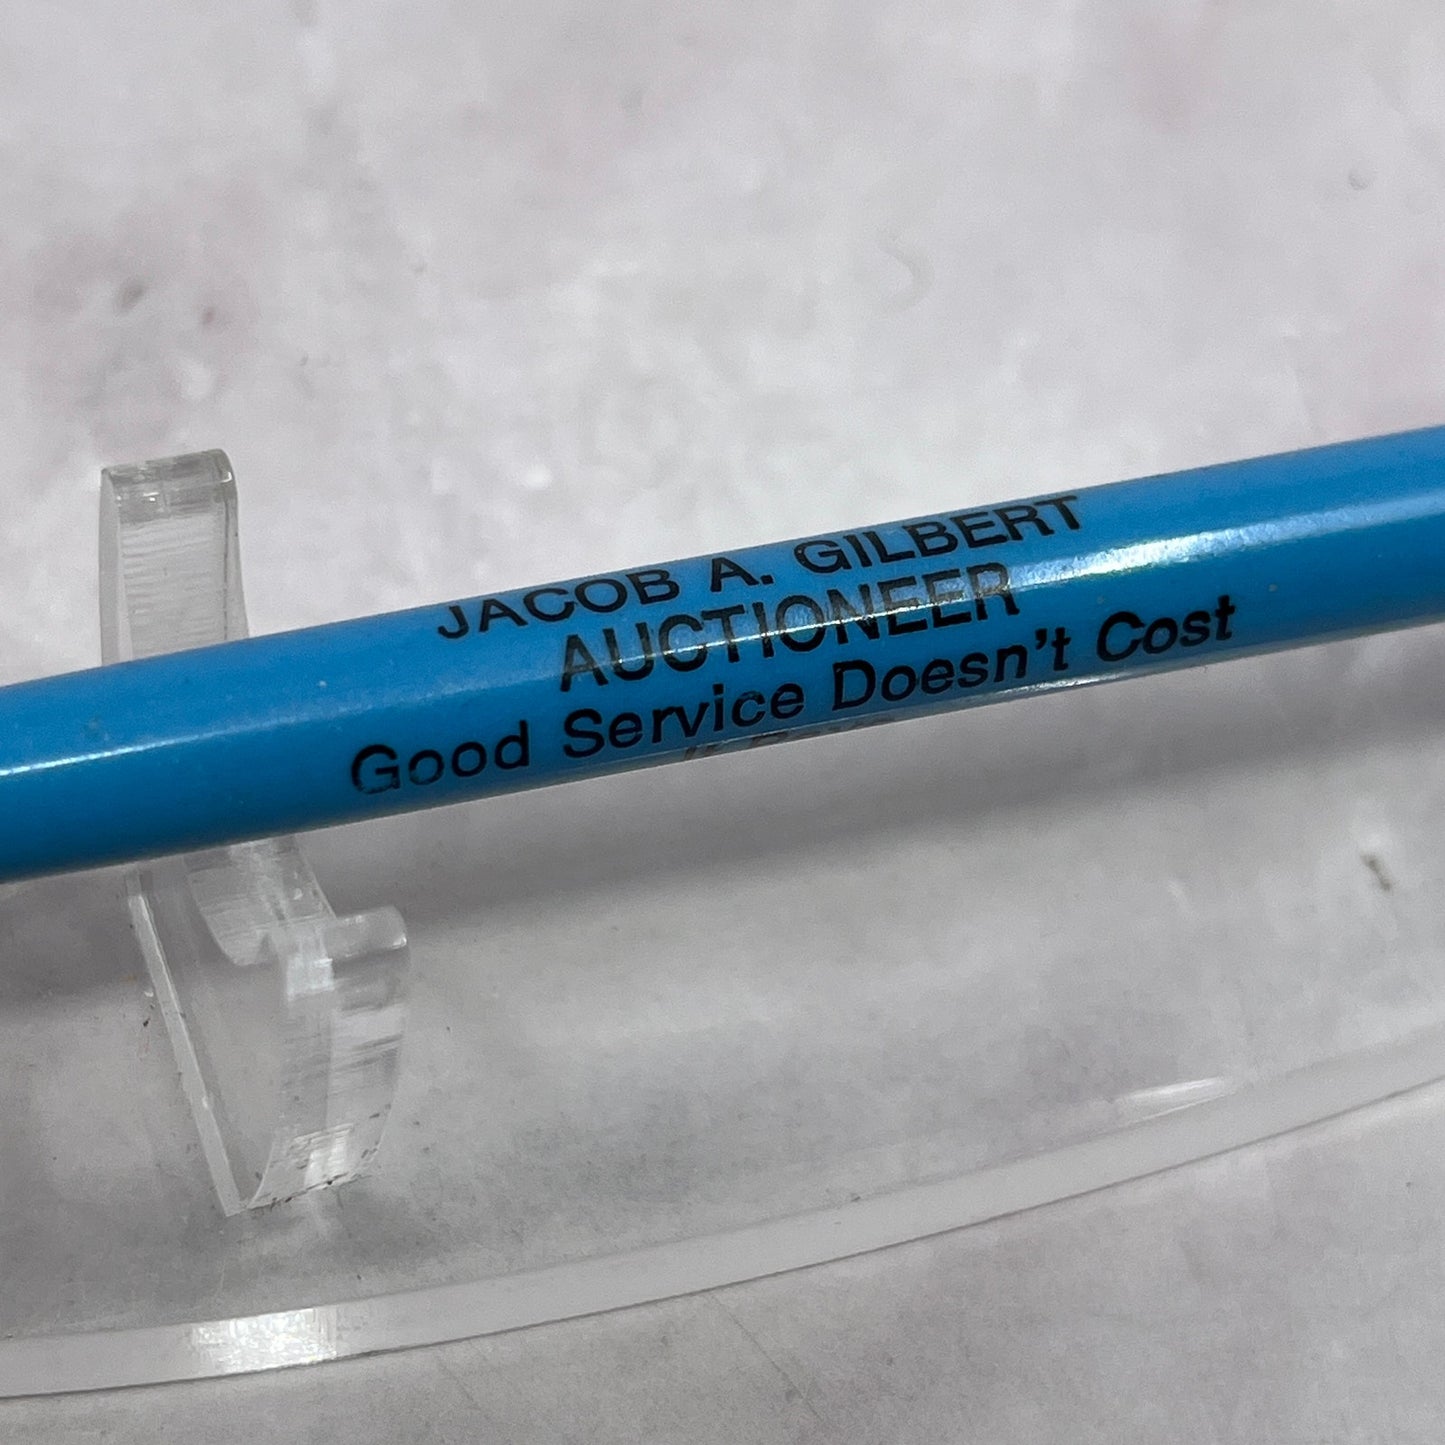 JACOB A. GILBERT
AUCTIONEER
Good Service Doesn't Cost